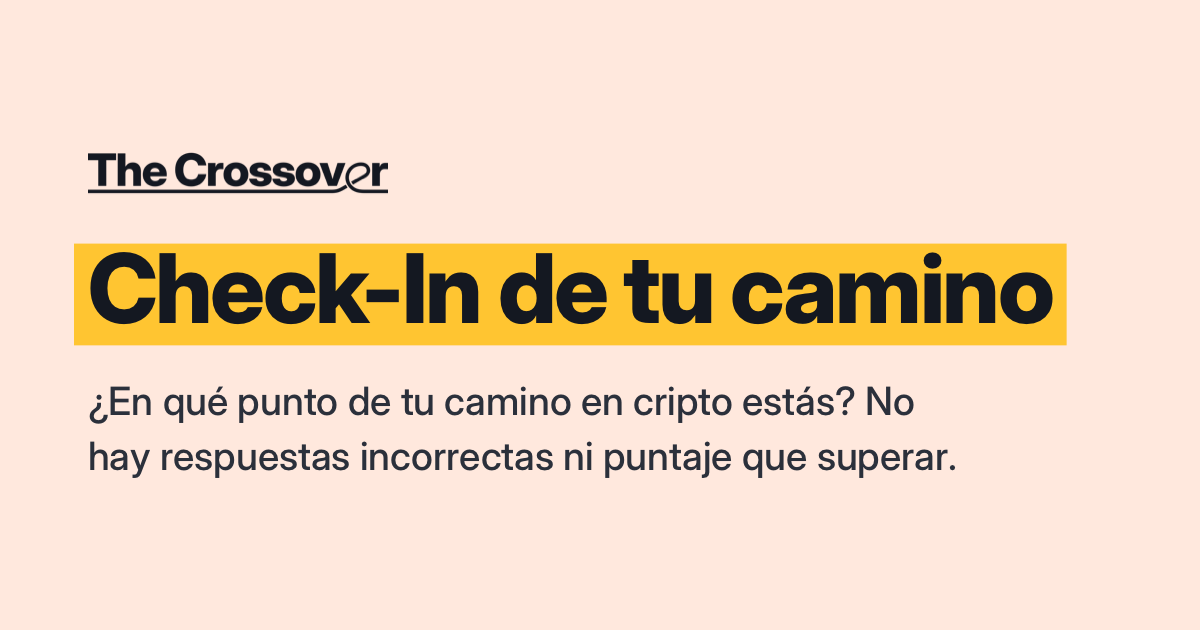 The Crossover
Check-In de tu camino
¿En qué punto de tu camino en cripto estás? No
hay respuestas incorrectas ni puntaje que superar.